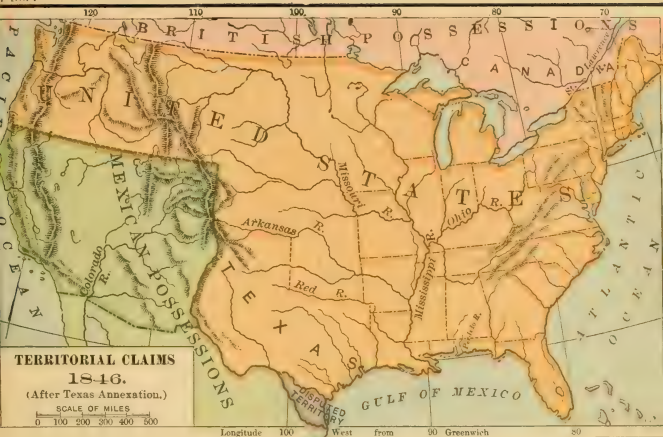 120 110 100. 90 80 70
BRITISH POSSESSIONS
CANADA
Lawrence R.
PACIFIC OCEAN
UNITED STATES
MEXICAN POSSESSIONS
Colorado R.
Missouri R.
Arkansas R.
Red R.
Ohio R.
Mississippi R.
TEXAS
ATLANTIC OCEAN
GULF OF MEXICO
DISPUTED
TERRITORY
TERRITORIAL CLAIMS
1846.
(After Texas Annexation.)
SCALE OF MILES
0 100 200 300 400 500
Longitude 100 West from 90 Greenwich 80